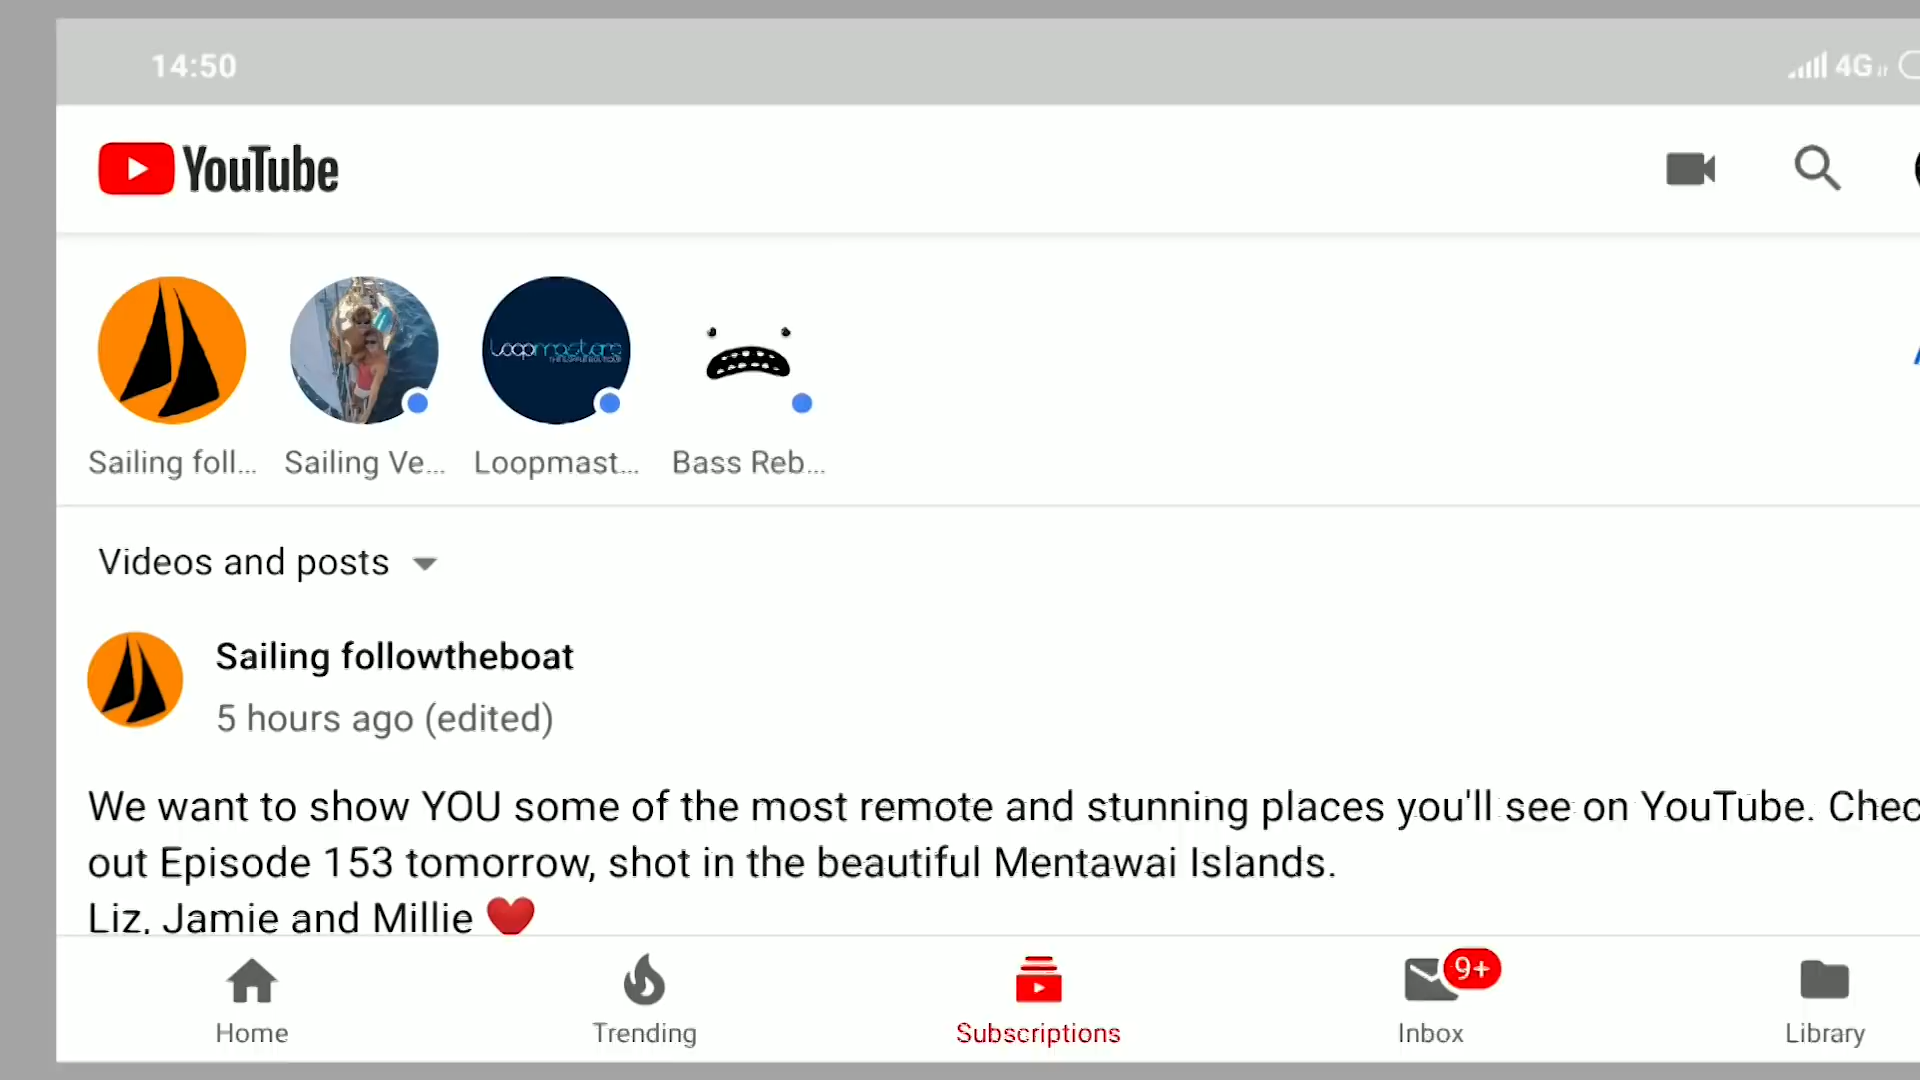 14:50
4G
YouTube
Loopmasters
Sailing foll...
Sailing Ve...
Loopmast...
Bass Reb...
Videos and posts
Sailing followtheboat
5 hours ago (edited)
We want to show YOU some of the most remote and stunning places you'll see on YouTube. Chec
out Episode 153 tomorrow, shot in the beautiful Mentawai Islands.
Liz, Jamie and Millie ❤
9+
Home
Trending
Subscriptions
Inbox
Library